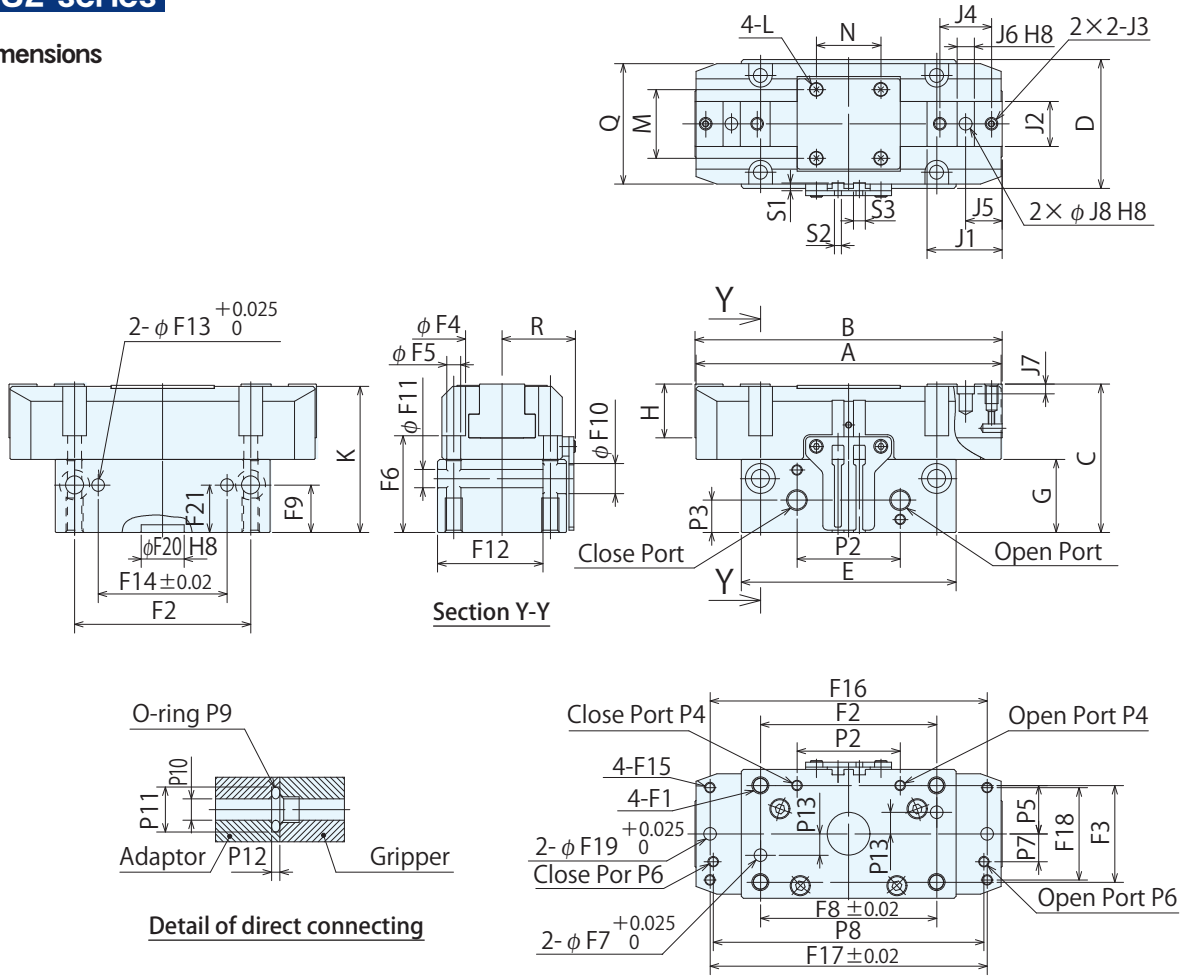 series
mensions
4-L
N
J4
J6 H8
2×2-J3
Q
M
J2
D
S1
S2
S3
J5
J1
2× φ J8 H8
2- φ F13 +0.025 0
K
F21
F9
φF20 H8
F14±0.02
F2
φ F4
R
φ F5
φ F11
φ F10
F6
F12
Section Y-Y
Y
B
A
J7
H
C
G
P3
Close Port
P2
Open Port
E
Y
O-ring P9
P10
P11
Adaptor
P12
Gripper
Detail of direct connecting
F16
Close Port P4
F2
Open Port P4
P2
4-F15
4-F1
P13
P5
F18
F3
2- φ F19 +0.025 0
P13
P7
Close Por P6
Open Port P6
F8 ±0.02
2- φ F7 +0.025 0
P8
F17±0.02